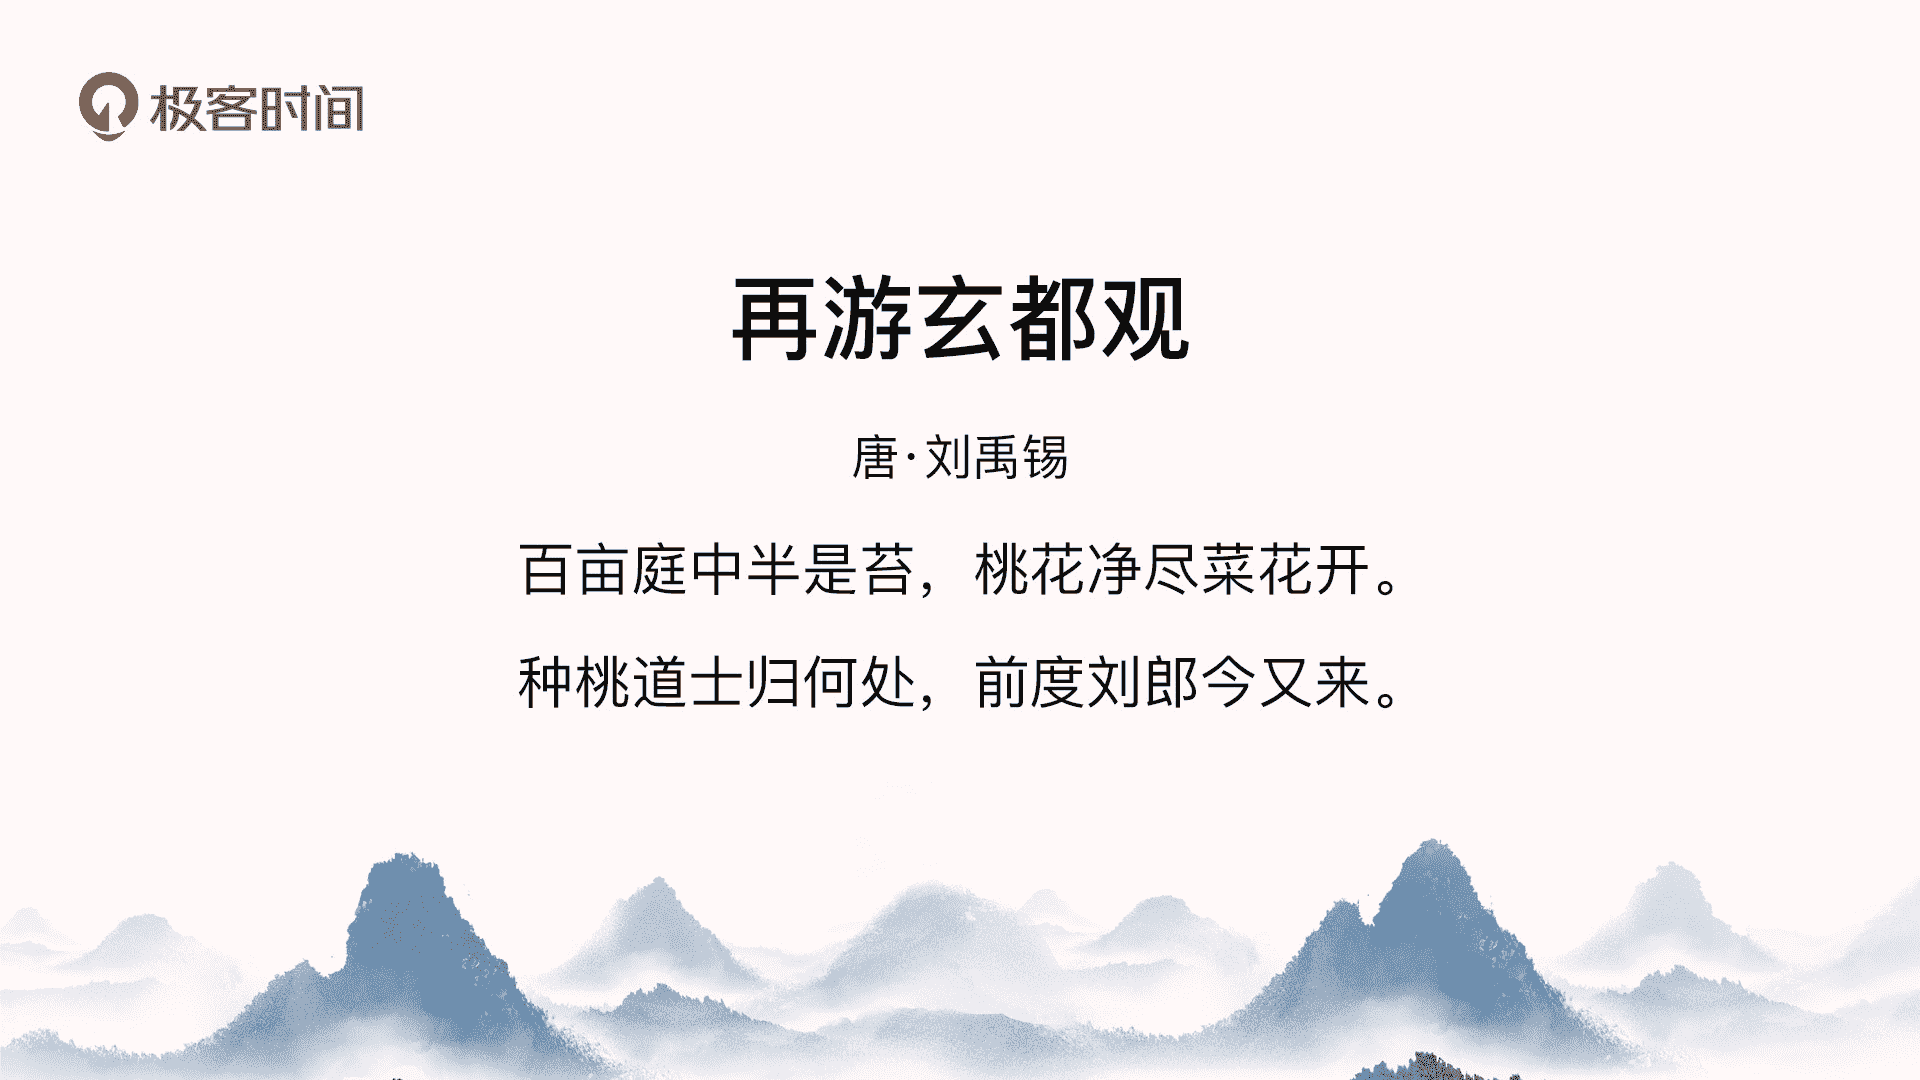 极客时间
再游玄都观
唐·刘禹锡
百亩庭中半是苔，桃花净尽菜花开。
种桃道士归何处，前度刘郎今又来。